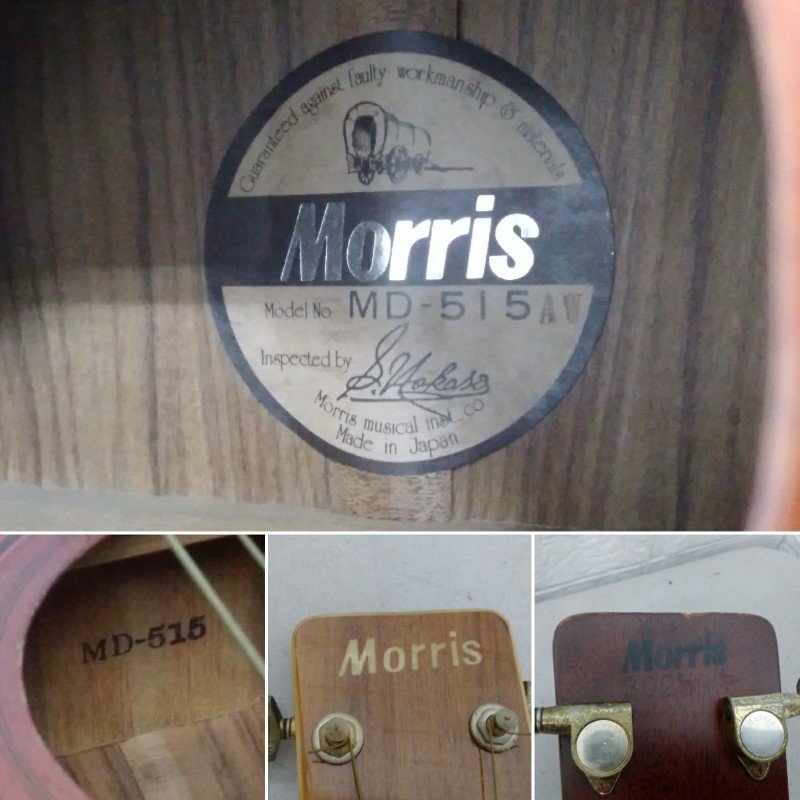 Guaranteed against faulty workmanship & materials
Morris
Model No MD-515 AW
Inspected by
Morris musical inst. co.
Made in Japan
MD-515
Morris
Morris